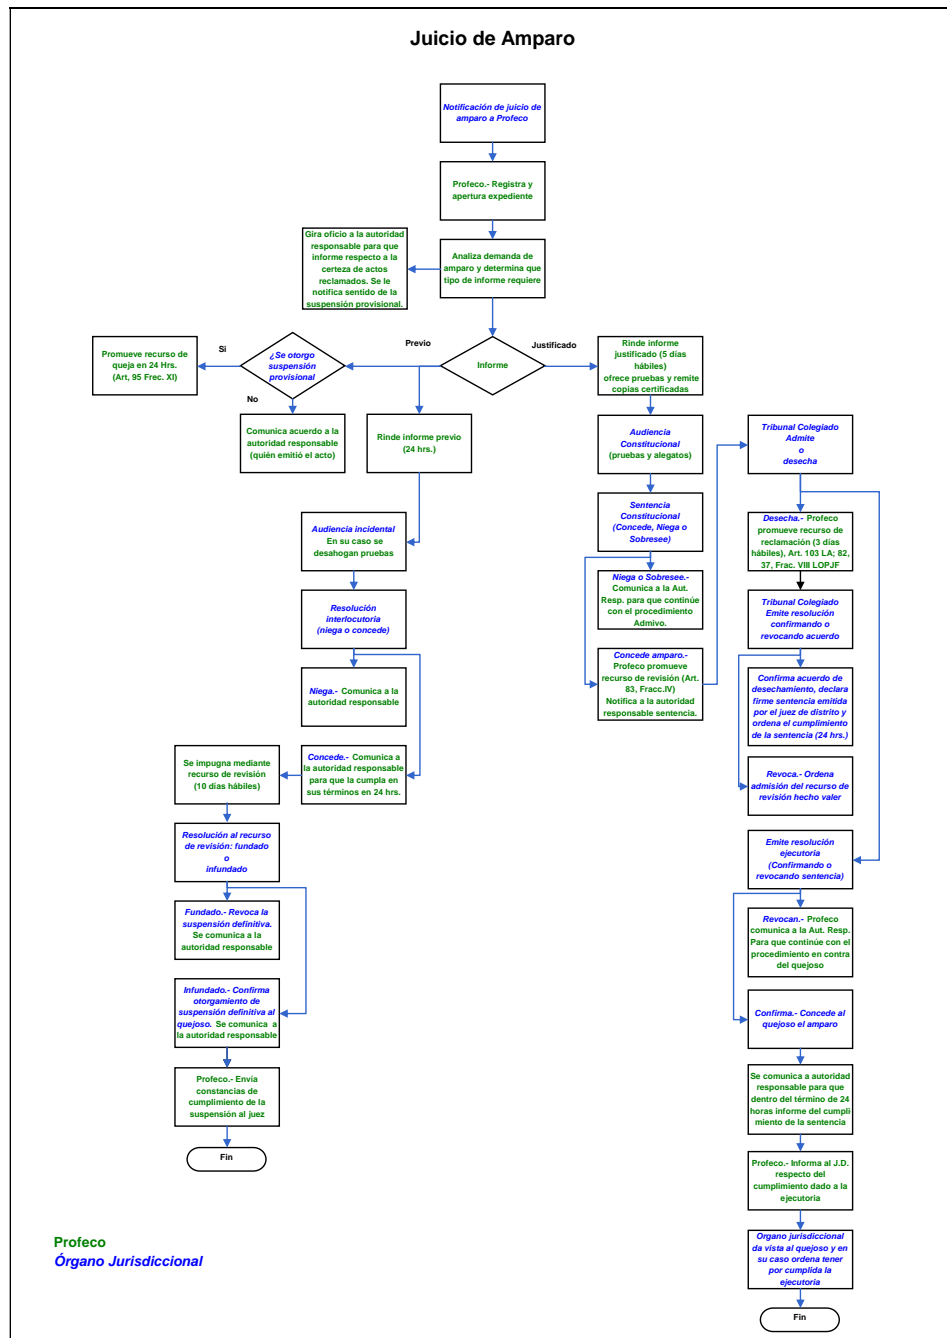 Juicio de Amparo
Notificación de juicio de
amparo a Profeco
Profeco.- Registra y
apertura expediente
Gira oficio a la autoridad
responsable para que
informe respecto a la
certeza de actos
reclamados. Se le
notifica sentido de la
suspensión provisional.
Analiza demanda de
amparo y determina que
tipo de informe requiere
Promueve recurso de
queja en 24 Hrs.
(Art, 95 Frec. XI)
Si
¿Se otorgo
suspensión
provisional
No
Previo
Informe
Justificado
Rinde informe
justificado (5 días
hábiles)
ofrece pruebas y remite
copias certificadas
Comunica acuerdo a la
autoridad responsable
(quién emitió el acto)
Rinde informe previo
(24 hrs.)
Audiencia
Constitucional
(pruebas y alegatos)
Tribunal Colegiado
Admite
o
desecha
Audiencia incidental
En su caso se
desahogan pruebas
Sentencia
Constitucional
(Concede, Niega o
Sobresee)
Desecha.- Profeco
promueve recurso de
reclamación (3 días
hábiles), Art. 103 LA; 82,
37, Frac. VIII LOPJF
Resolución
interlocutoria
(niega o concede)
Niega o Sobresee.-
Comunica a la Aut.
Resp. para que continúe
con el procedimiento
Admivo.
Tribunal Colegiado
Emite resolución
confirmando o
revocando acuerdo
Niega.- Comunica a la
autoridad responsable
Concede amparo.-
Profeco promueve
recurso de revisión (Art.
83, Fracc.IV)
Notifica a la autoridad
responsable sentencia.
Confirma acuerdo de
desechamiento, declara
firme sentencia emitida
por el juez de distrito y
ordena el cumplimiento
de la sentencia (24 hrs.)
Se impugna mediante
recurso de revisión
(10 días hábiles)
Concede.- Comunica a
la autoridad responsable
para que la cumpla en
sus términos en 24 hrs.
Revoca.- Ordena
admisión del recurso de
revisión hecho valer
Resolución al recurso
de revisión: fundado
o
infundado
Emite resolución
ejecutoria
(Confirmando o
revocando sentencia)
Fundado.- Revoca la
suspensión definitiva.
Se comunica a la
autoridad responsable
Revocan.- Profeco
comunica a la Aut. Resp.
Para que continúe con el
procedimiento en contra
del quejoso
Infundado.- Confirma
otorgamiento de
suspensión definitiva al
quejoso. Se comunica a
la autoridad responsable
Confirma.- Concede al
quejoso el amparo
Profeco.- Envía
constancias de
cumplimiento de la
suspensión al juez
Se comunica a autoridad
responsable para que
dentro del término de 24
horas informe del cumpli
miento de la sentencia
Fin
Profeco.- Informa al J.D.
respecto del
cumplimiento dado a la
ejecutoria
Organo jurisdiccional
da vista al quejoso y en
su caso ordena tener
por cumplida la
ejecutoria
Fin
Profeco
Órgano Jurisdiccional